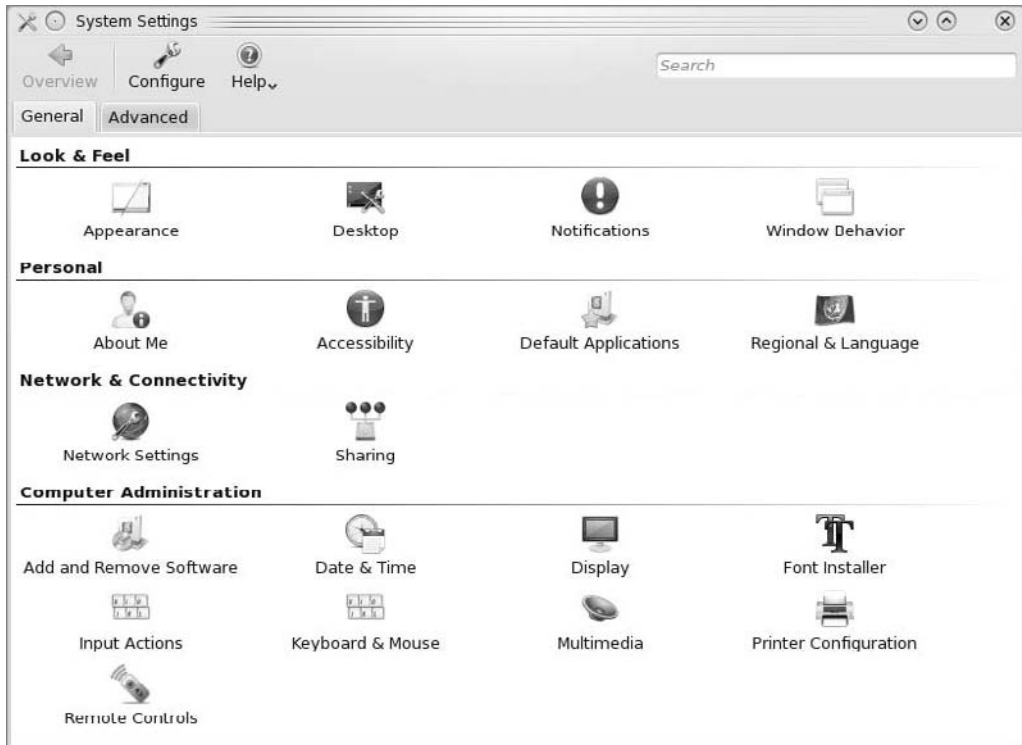 System Settings
Overview Configure Help
Search
General Advanced
Look & Feel
Appearance Desktop Notifications Window Behavior
Personal
About Me Accessibility Default Applications Regional & Language
Network & Connectivity
Network Settings Sharing
Computer Administration
Add and Remove Software Date & Time Display Font Installer
Input Actions Keyboard & Mouse Multimedia Printer Configuration
Remote Controls